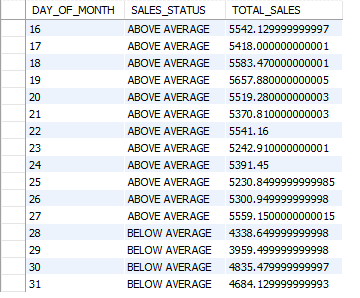 DAY_OF_MONTH SALES_STATUS TOTAL_SALES
16 ABOVE AVERAGE 5542.129999999997
17 ABOVE AVERAGE 5418.000000000001
18 ABOVE AVERAGE 5583.470000000001
19 ABOVE AVERAGE 5657.880000000005
20 ABOVE AVERAGE 5519.280000000003
21 ABOVE AVERAGE 5370.810000000003
22 ABOVE AVERAGE 5541.16
23 ABOVE AVERAGE 5242.910000000001
24 ABOVE AVERAGE 5391.45
25 ABOVE AVERAGE 5230.8499999999985
26 ABOVE AVERAGE 5300.949999999998
27 ABOVE AVERAGE 5559.1500000000015
28 BELOW AVERAGE 4338.649999999998
29 BELOW AVERAGE 3959.499999999998
30 BELOW AVERAGE 4835.479999999997
31 BELOW AVERAGE 4684.129999999993